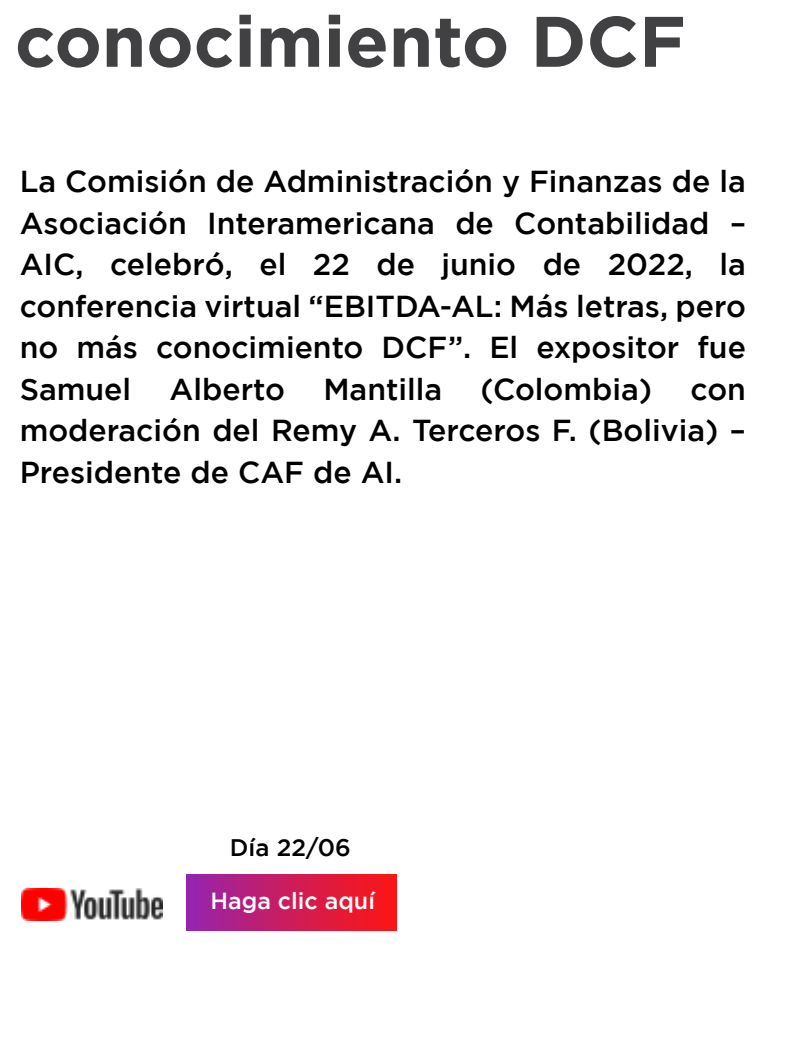 conocimiento DCF
La Comisión de Administración y Finanzas de la
Asociación Interamericana de Contabilidad –
AIC, celebró, el 22 de junio de 2022, la
conferencia virtual “EBITDA-AL: Más letras, pero
no más conocimiento DCF”. El expositor fue
Samuel Alberto Mantilla (Colombia) con
moderación del Remy A. Terceros F. (Bolivia) –
Presidente de CAF de AI.
Día 22/06
YouTube
Haga clic aquí